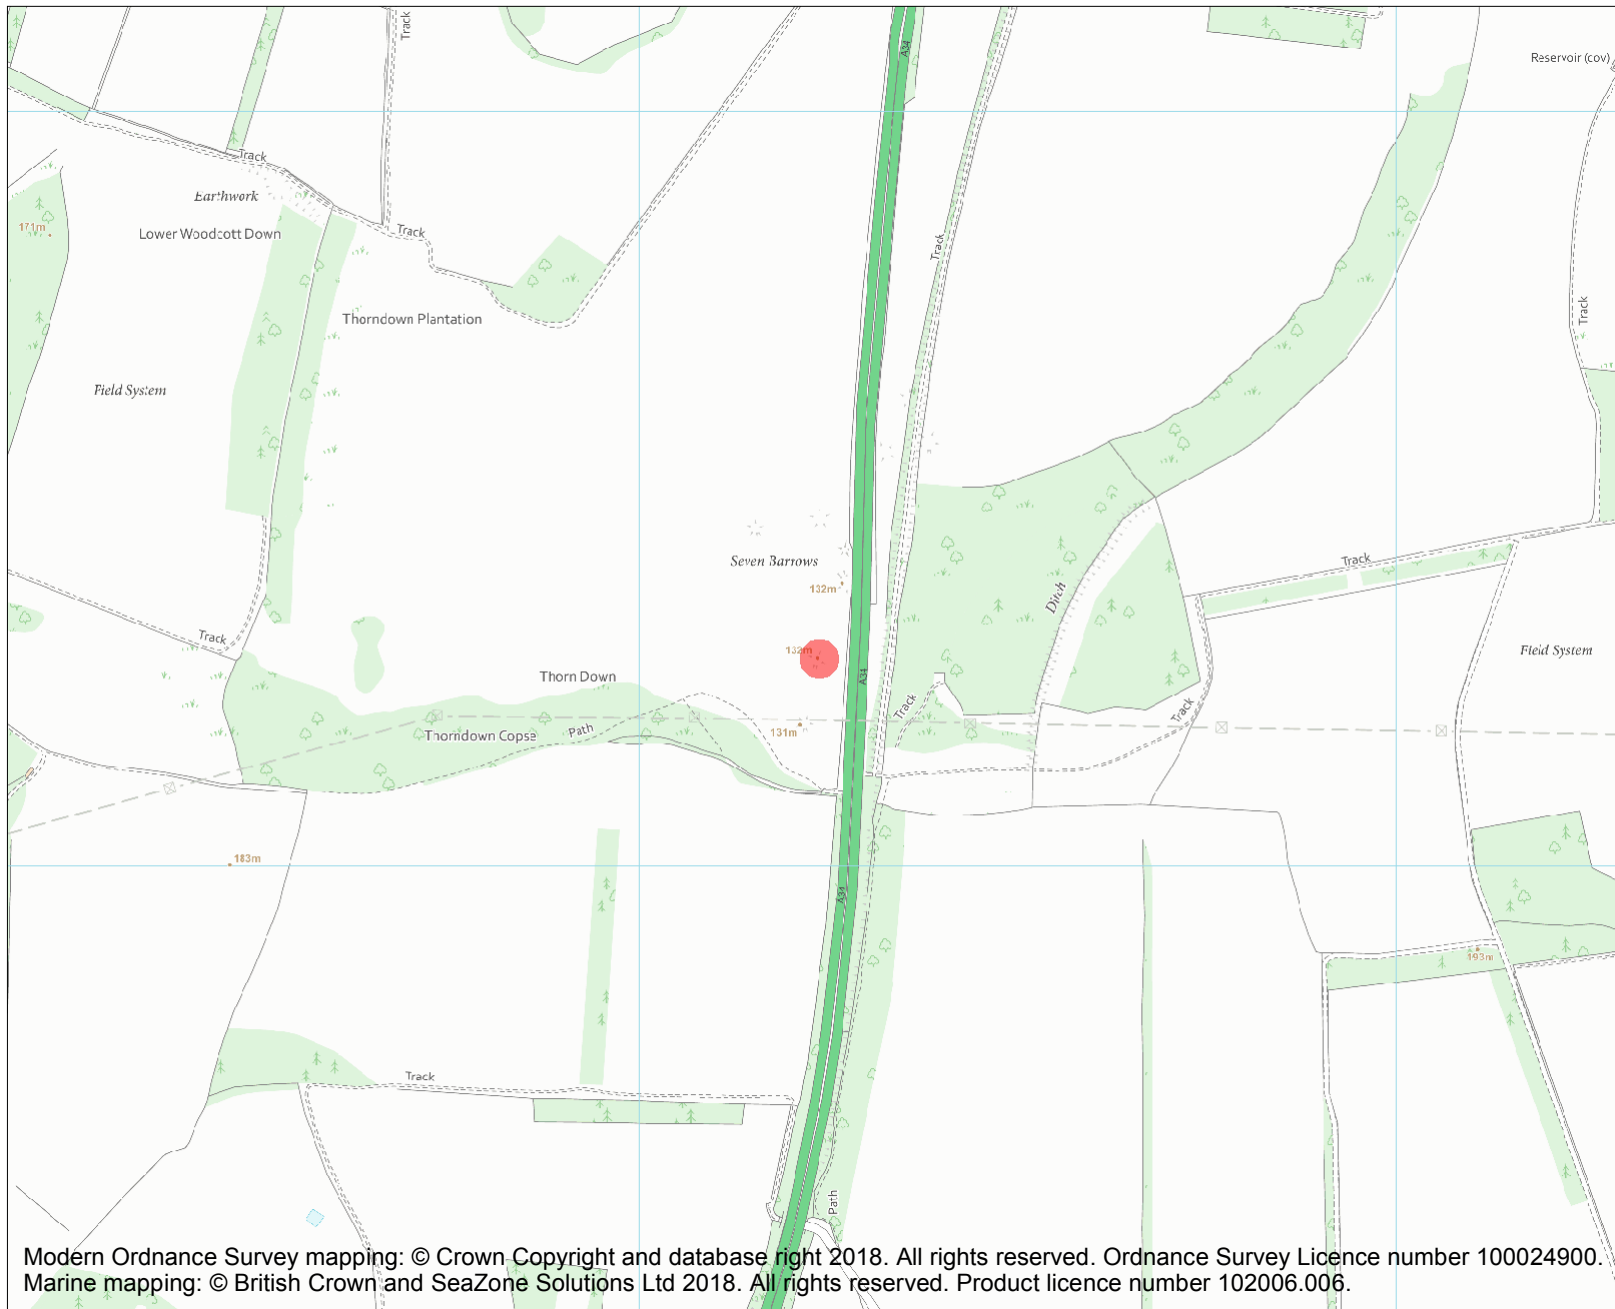 Track
A34
Reservoir (cov)
Track
Earthwork
Lower Woodcott Down
171m
Track
Track
Thorndown Plantation
Track
Field System
Seven Barrows
132m
Ditch
Track
Track
132m
Field System
Thorn Down
A34
Track
Track
Thorndown Copse
Path
131m
183m
A34
193m
Track
Path
Modern Ordnance Survey mapping: © Crown Copyright and database right 2018. All rights reserved. Ordnance Survey Licence number 100024900.
Marine mapping: © British Crown and SeaZone Solutions Ltd 2018. All rights reserved. Product licence number 102006.006.